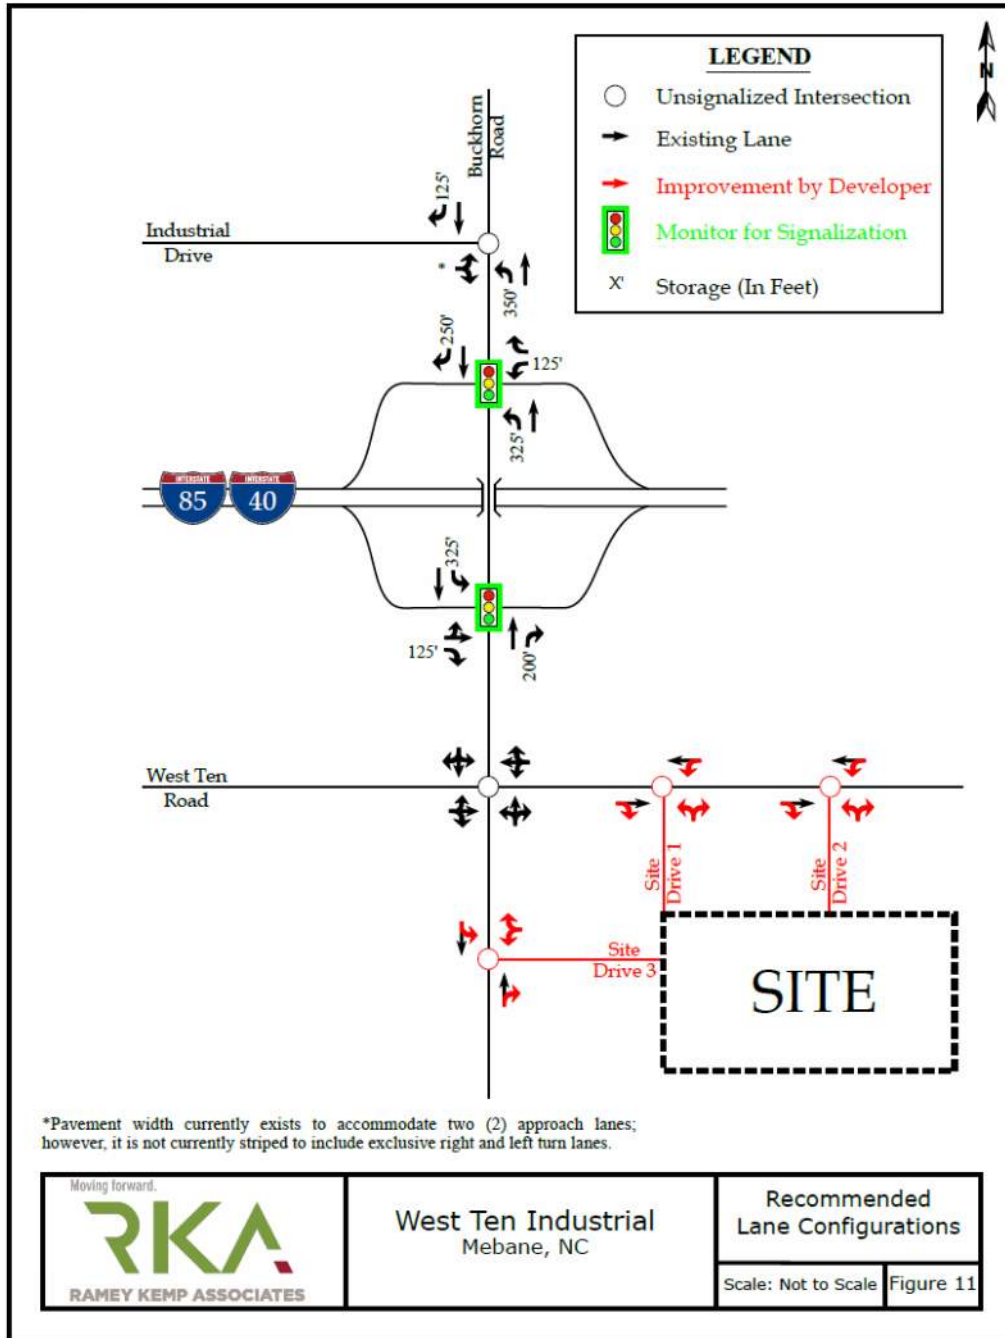 LEGEND
Unsignalized Intersection
Existing Lane
Improvement by Developer
Monitor for Signalization
X' Storage (In Feet)
N
Buckhorn
Road
125'
Industrial
Drive
*
350'
250'
125'
325'
INTERSTATE
85
INTERSTATE
40
325'
125'
200'
West Ten
Road
Site
Drive 1
Site
Drive 2
Site
Drive 3
SITE
*Pavement width currently exists to accommodate two (2) approach lanes;
however, it is not currently striped to include exclusive right and left turn lanes.
Moving forward.
RKA
RAMEY KEMP ASSOCIATES
West Ten Industrial
Mebane, NC
Recommended
Lane Configurations
Scale: Not to Scale
Figure 11